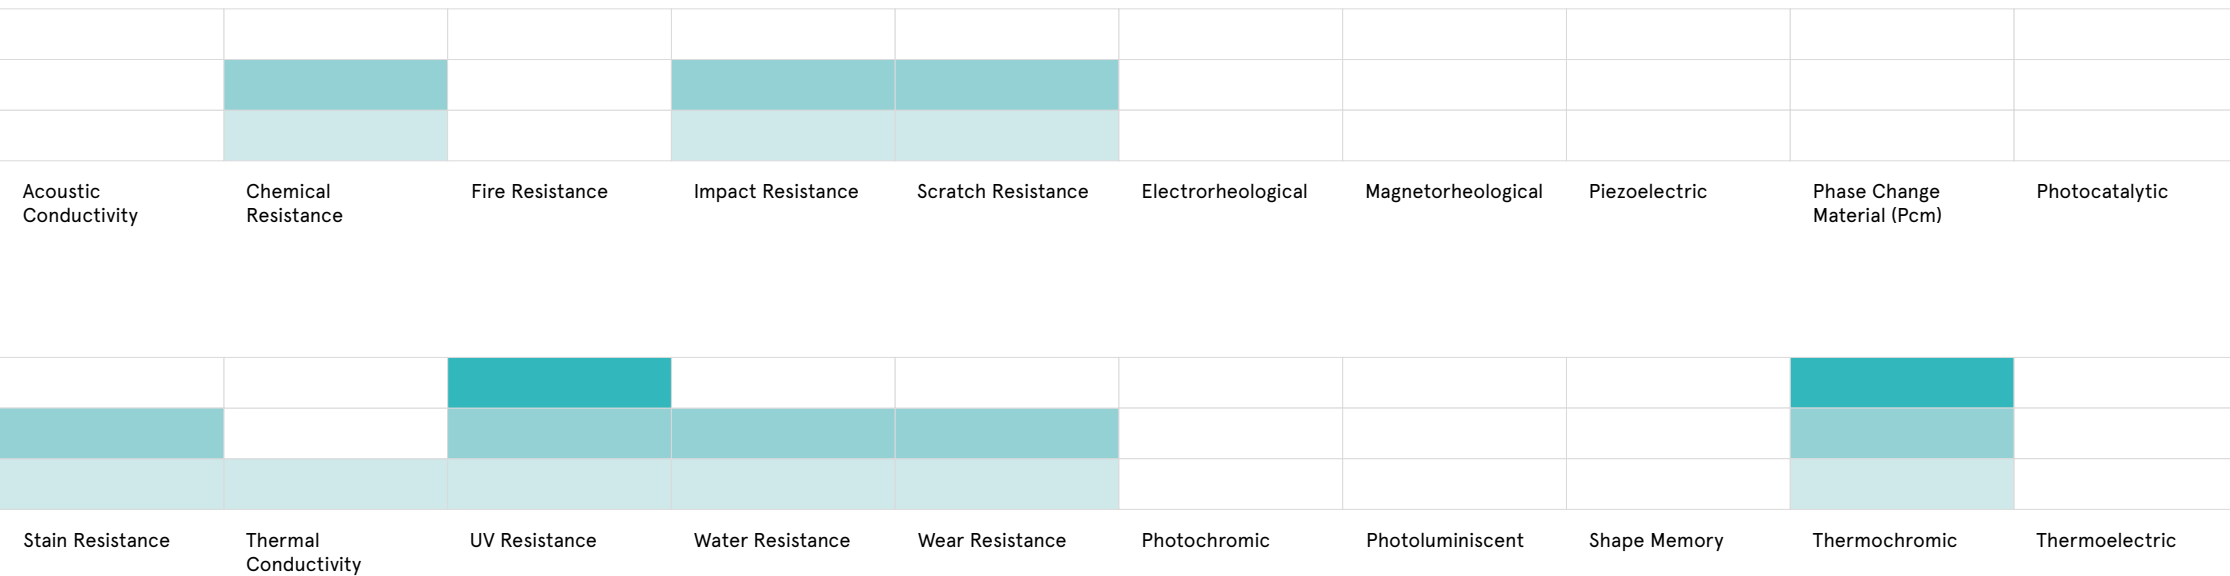 Acoustic
Conductivity
Chemical
Resistance
Fire Resistance
Impact Resistance
Scratch Resistance
Electrorheological
Magnetorheological
Piezoelectric
Phase Change
Material (Pcm)
Photocatalytic
Stain Resistance
Thermal
Conductivity
UV Resistance
Water Resistance
Wear Resistance
Photochromic
Photoluminiscent
Shape Memory
Thermochromic
Thermoelectric